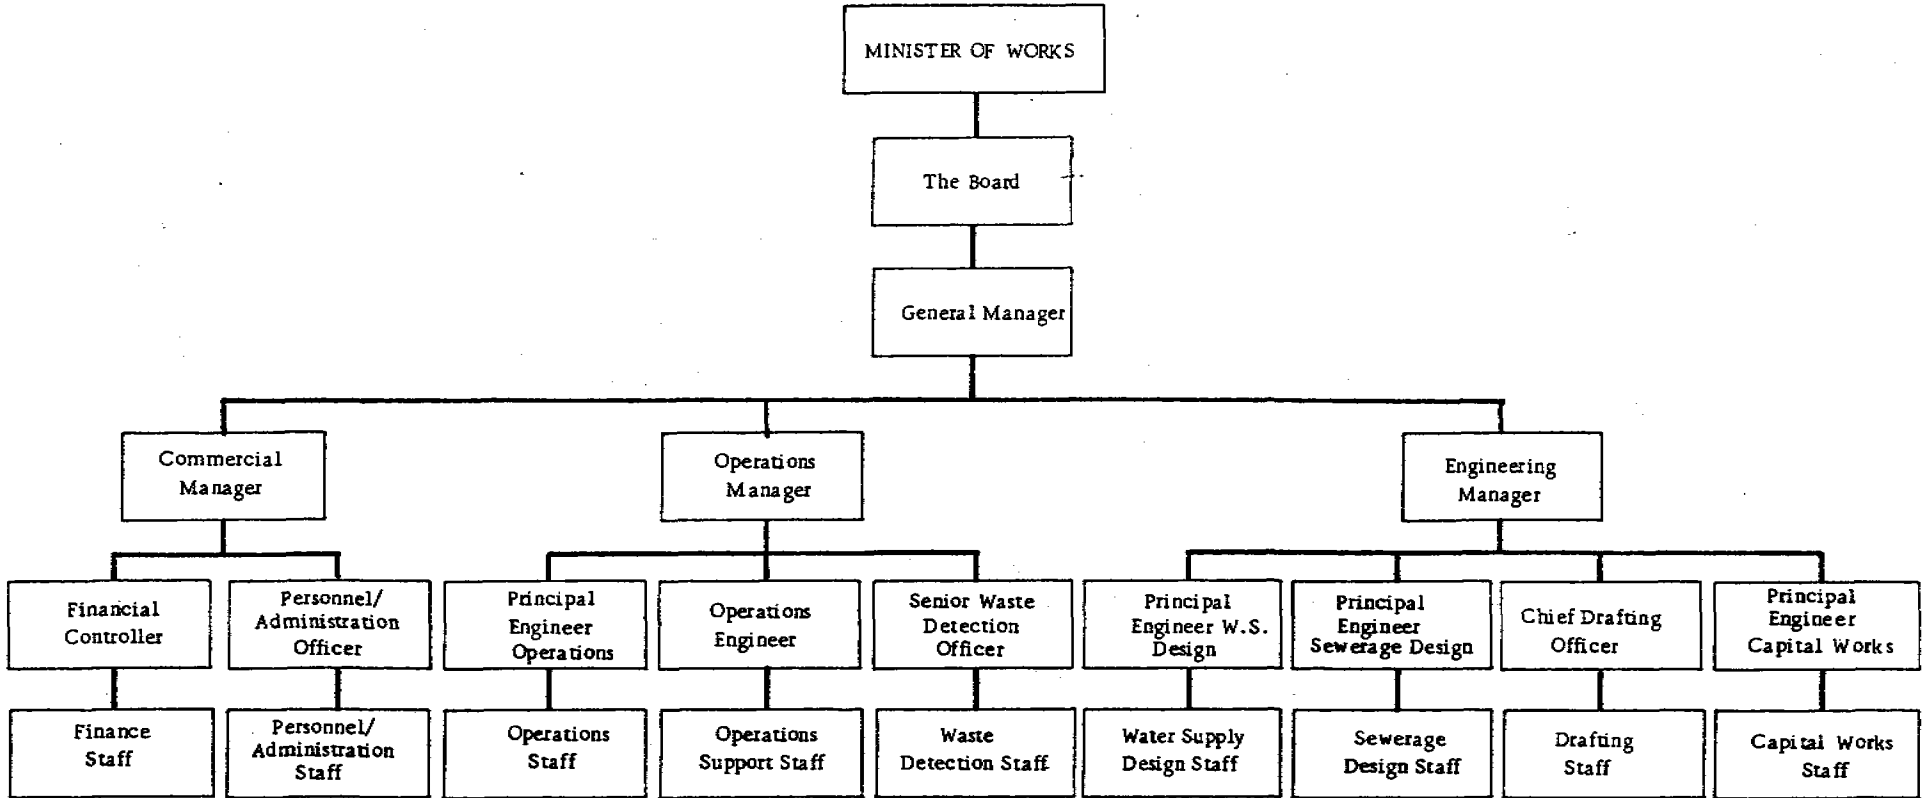 MINISTER OF WORKS
The Board
General Manager
Commercial
Manager
Operations
Manager
Engineering
Manager
Financial
Controller
Personnel/
Administration
Officer
Principal
Engineer
Operations
Operations
Engineer
Senior Waste
Detection
Officer
Principal
Engineer W.S.
Design
Principal
Engineer
Sewerage Design
Chief Drafting
Officer
Principal
Engineer
Capital Works
Finance
Staff
Personnel/
Administration
Staff
Operations
Staff
Operations
Support Staff
Waste
Detection Staff
Water Supply
Design Staff
Sewerage
Design Staff
Drafting
Staff
Capital Works
Staff